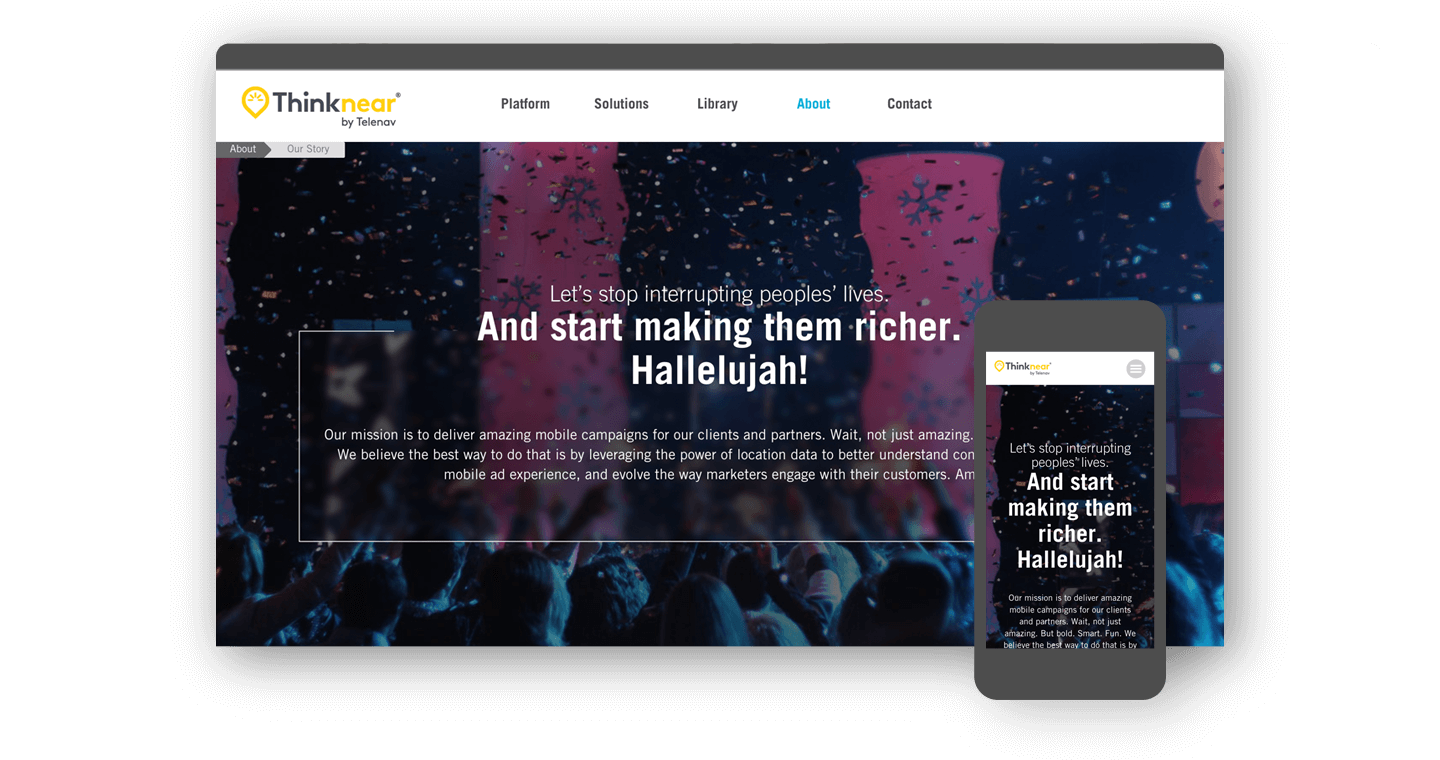 Thinknear®
by Telenav
Platform Solutions Library About Contact
About Our Story
Let's stop interrupting peoples' lives.
And start making them richer.
Hallelujah!
Our mission is to deliver amazing mobile campaigns for our clients and partners. Wait, not just amazing.
We believe the best way to do that is by leveraging the power of location data to better understand con
mobile ad experience, and evolve the way marketers engage with their customers. Am
Thinknear®
by Telenav
Let's stop interrupting
peoples' lives.
And start
making them
richer.
Hallelujah!
Our mission is to deliver amazing
mobile campaigns for our clients
and partners. Wait, not just
amazing. But bold. Smart. Fun. We
believe the best way to do that is by